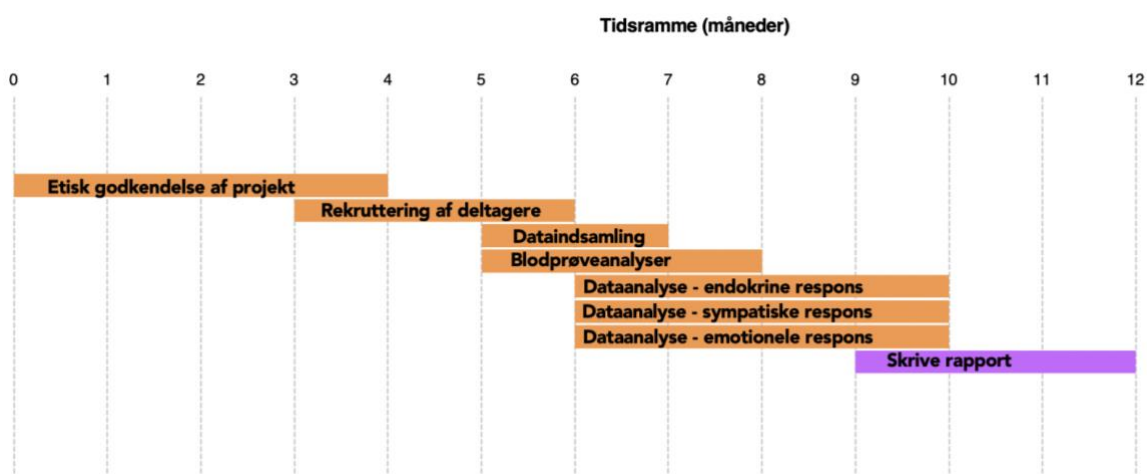 Tidsramme (måneder)
0 1 2 3 4 5 6 7 8 9 10 11 12
Etisk godkendelse af projekt
Rekruttering af deltagere
Dataindsamling
Blodprøveanalyser
Dataanalyse - endokrine respons
Dataanalyse - sympatiske respons
Dataanalyse - emotionele respons
Skrive rapport